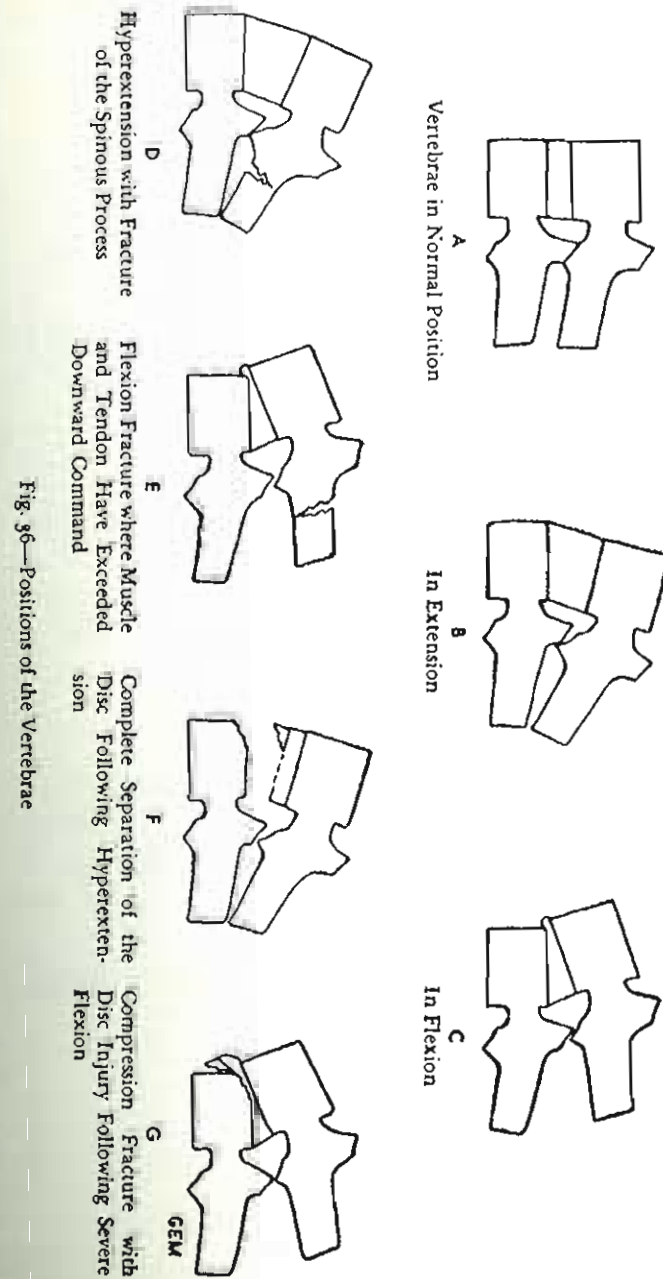 A
Vertebrae in Normal Position
B
In Extension
C
In Flexion
D
Hyperextension with Fracture
of the Spinous Process
E
Flexion Fracture where Muscle
and Tendon Have Exceeded
Downward Command
F
Complete Separation of the
Disc Following Hyperexten-
sion
G
Compression Fracture with
Disc Injury Following Severe
Flexion
GEM
Fig. 36—Positions of the Vertebrae